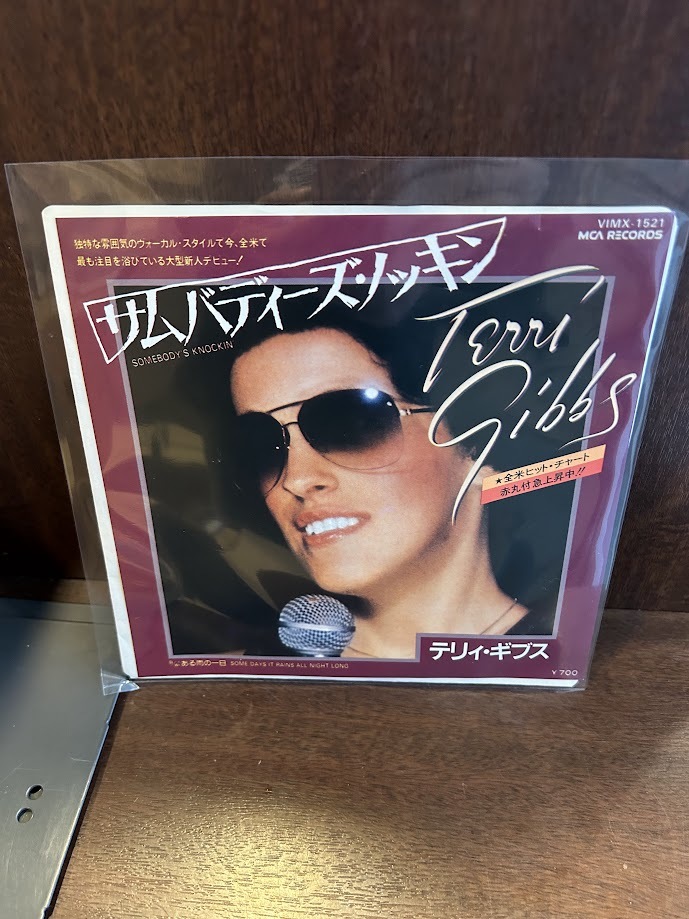 独特な雰囲気のヴォーカル・スタイルで今、全米で
最も注目を浴びている大型新人デビュー!
VIMX-1521
MCA RECORDS
サムバディーズ・ノッキン
SOMEBODY'S KNOCKIN'
Terri
Gibbs
★全米ヒット・チャート
赤丸付急上昇中!!
テリィ・ギブス
ある雨の一日 SOME DAYS IT RAINS ALL NIGHT LONG
¥700